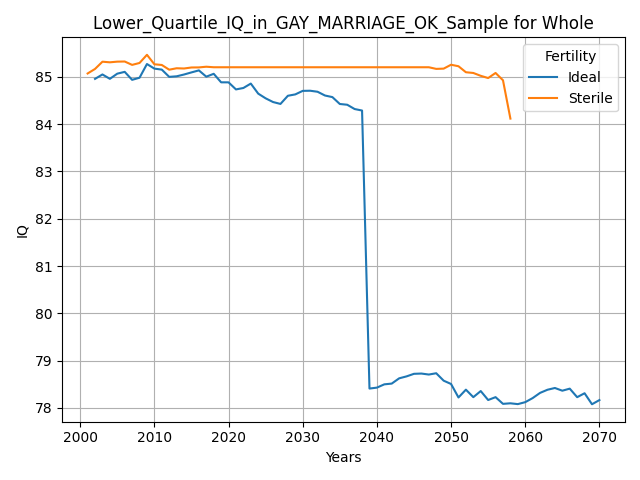 Lower_Quartile_IQ_in_GAY_MARRIAGE_OK_Sample for Whole
Fertility
Ideal
Sterile
IQ
85
84
83
82
81
80
79
78
2000 2010 2020 2030 2040 2050 2060 2070
Years